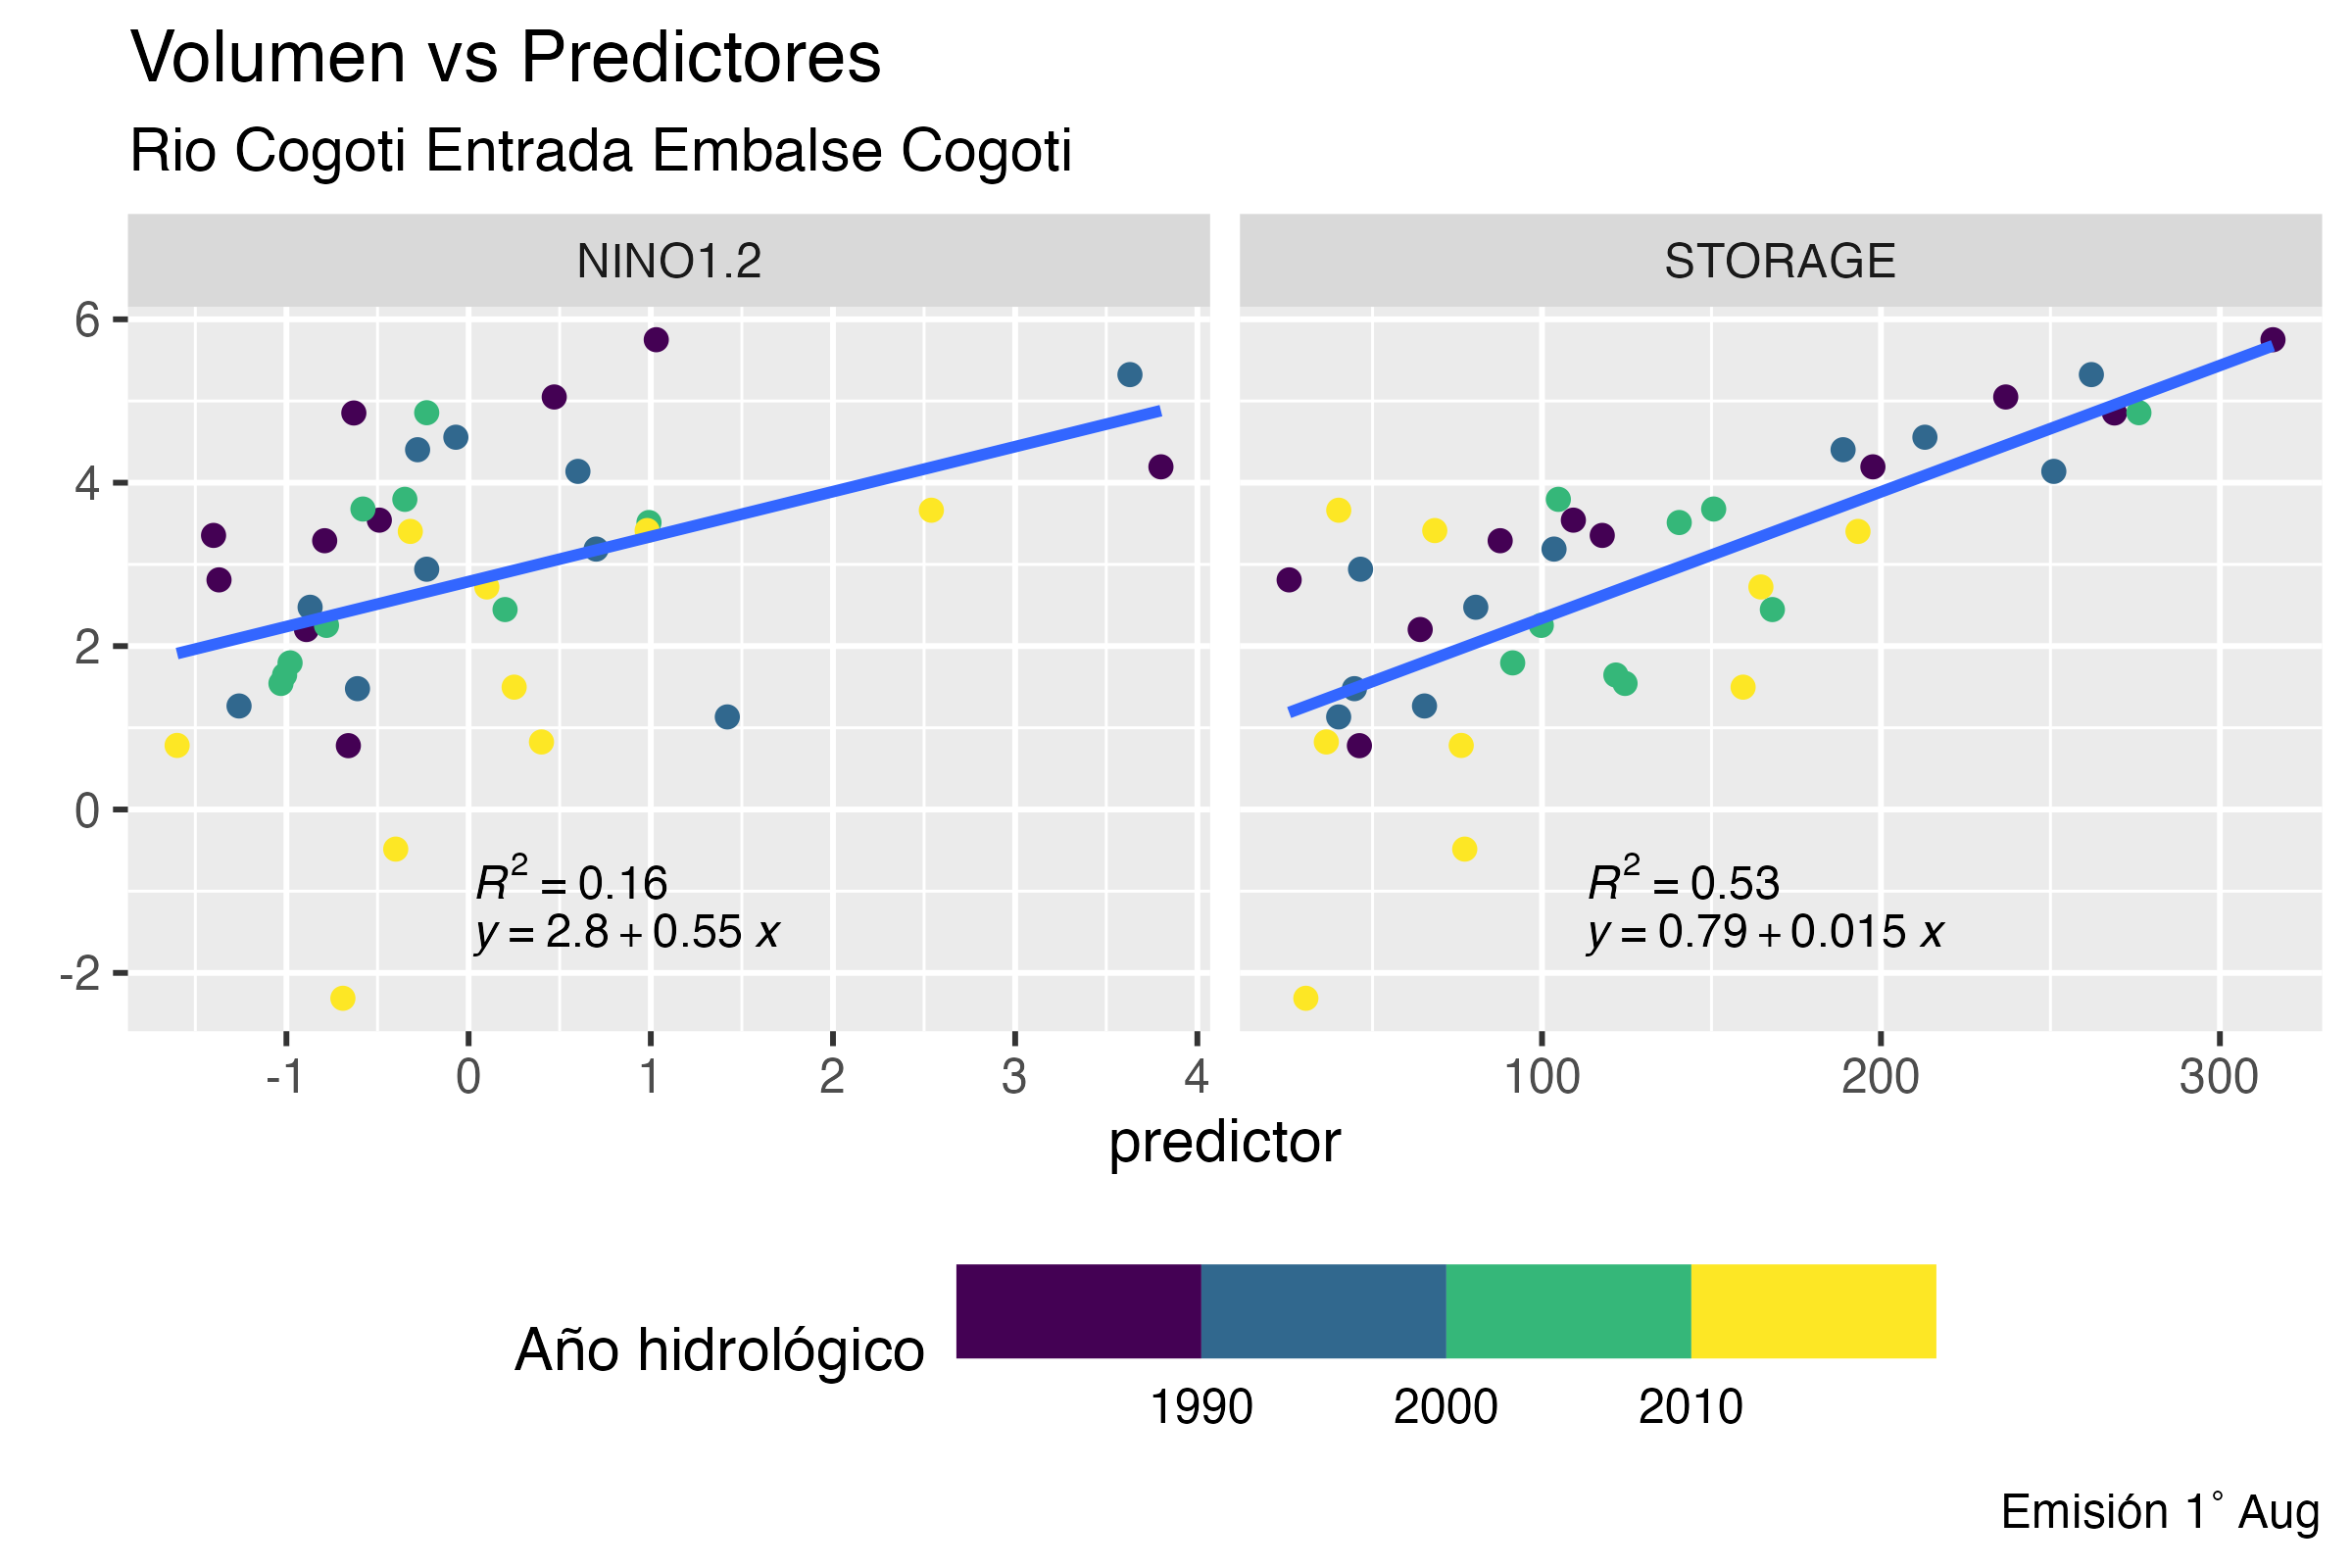 Volumen vs Predictores
Rio Cogoti Entrada Embalse Cogoti
NINO1.2 STORAGE
6
4
2
0
-2
R² = 0.16
y = 2.8 + 0.55 x
R² = 0.53
y = 0.79 + 0.015 x
-1 0 1 2 3 4 100 200 300
predictor
Año hidrológico
1990 2000 2010
Emisión 1° Aug